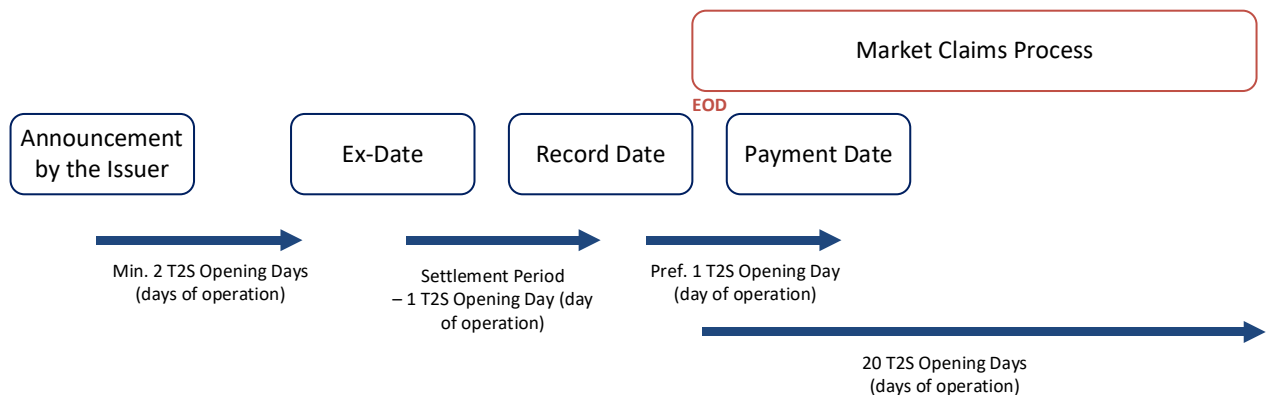 Market Claims Process
EOD
Announcement
by the Issuer
Ex-Date
Record Date
Payment Date
Min. 2 T2S Opening Days
(days of operation)
Settlement Period
– 1 T2S Opening Day (day
of operation)
Pref. 1 T2S Opening Day
(day of operation)
20 T2S Opening Days
(days of operation)